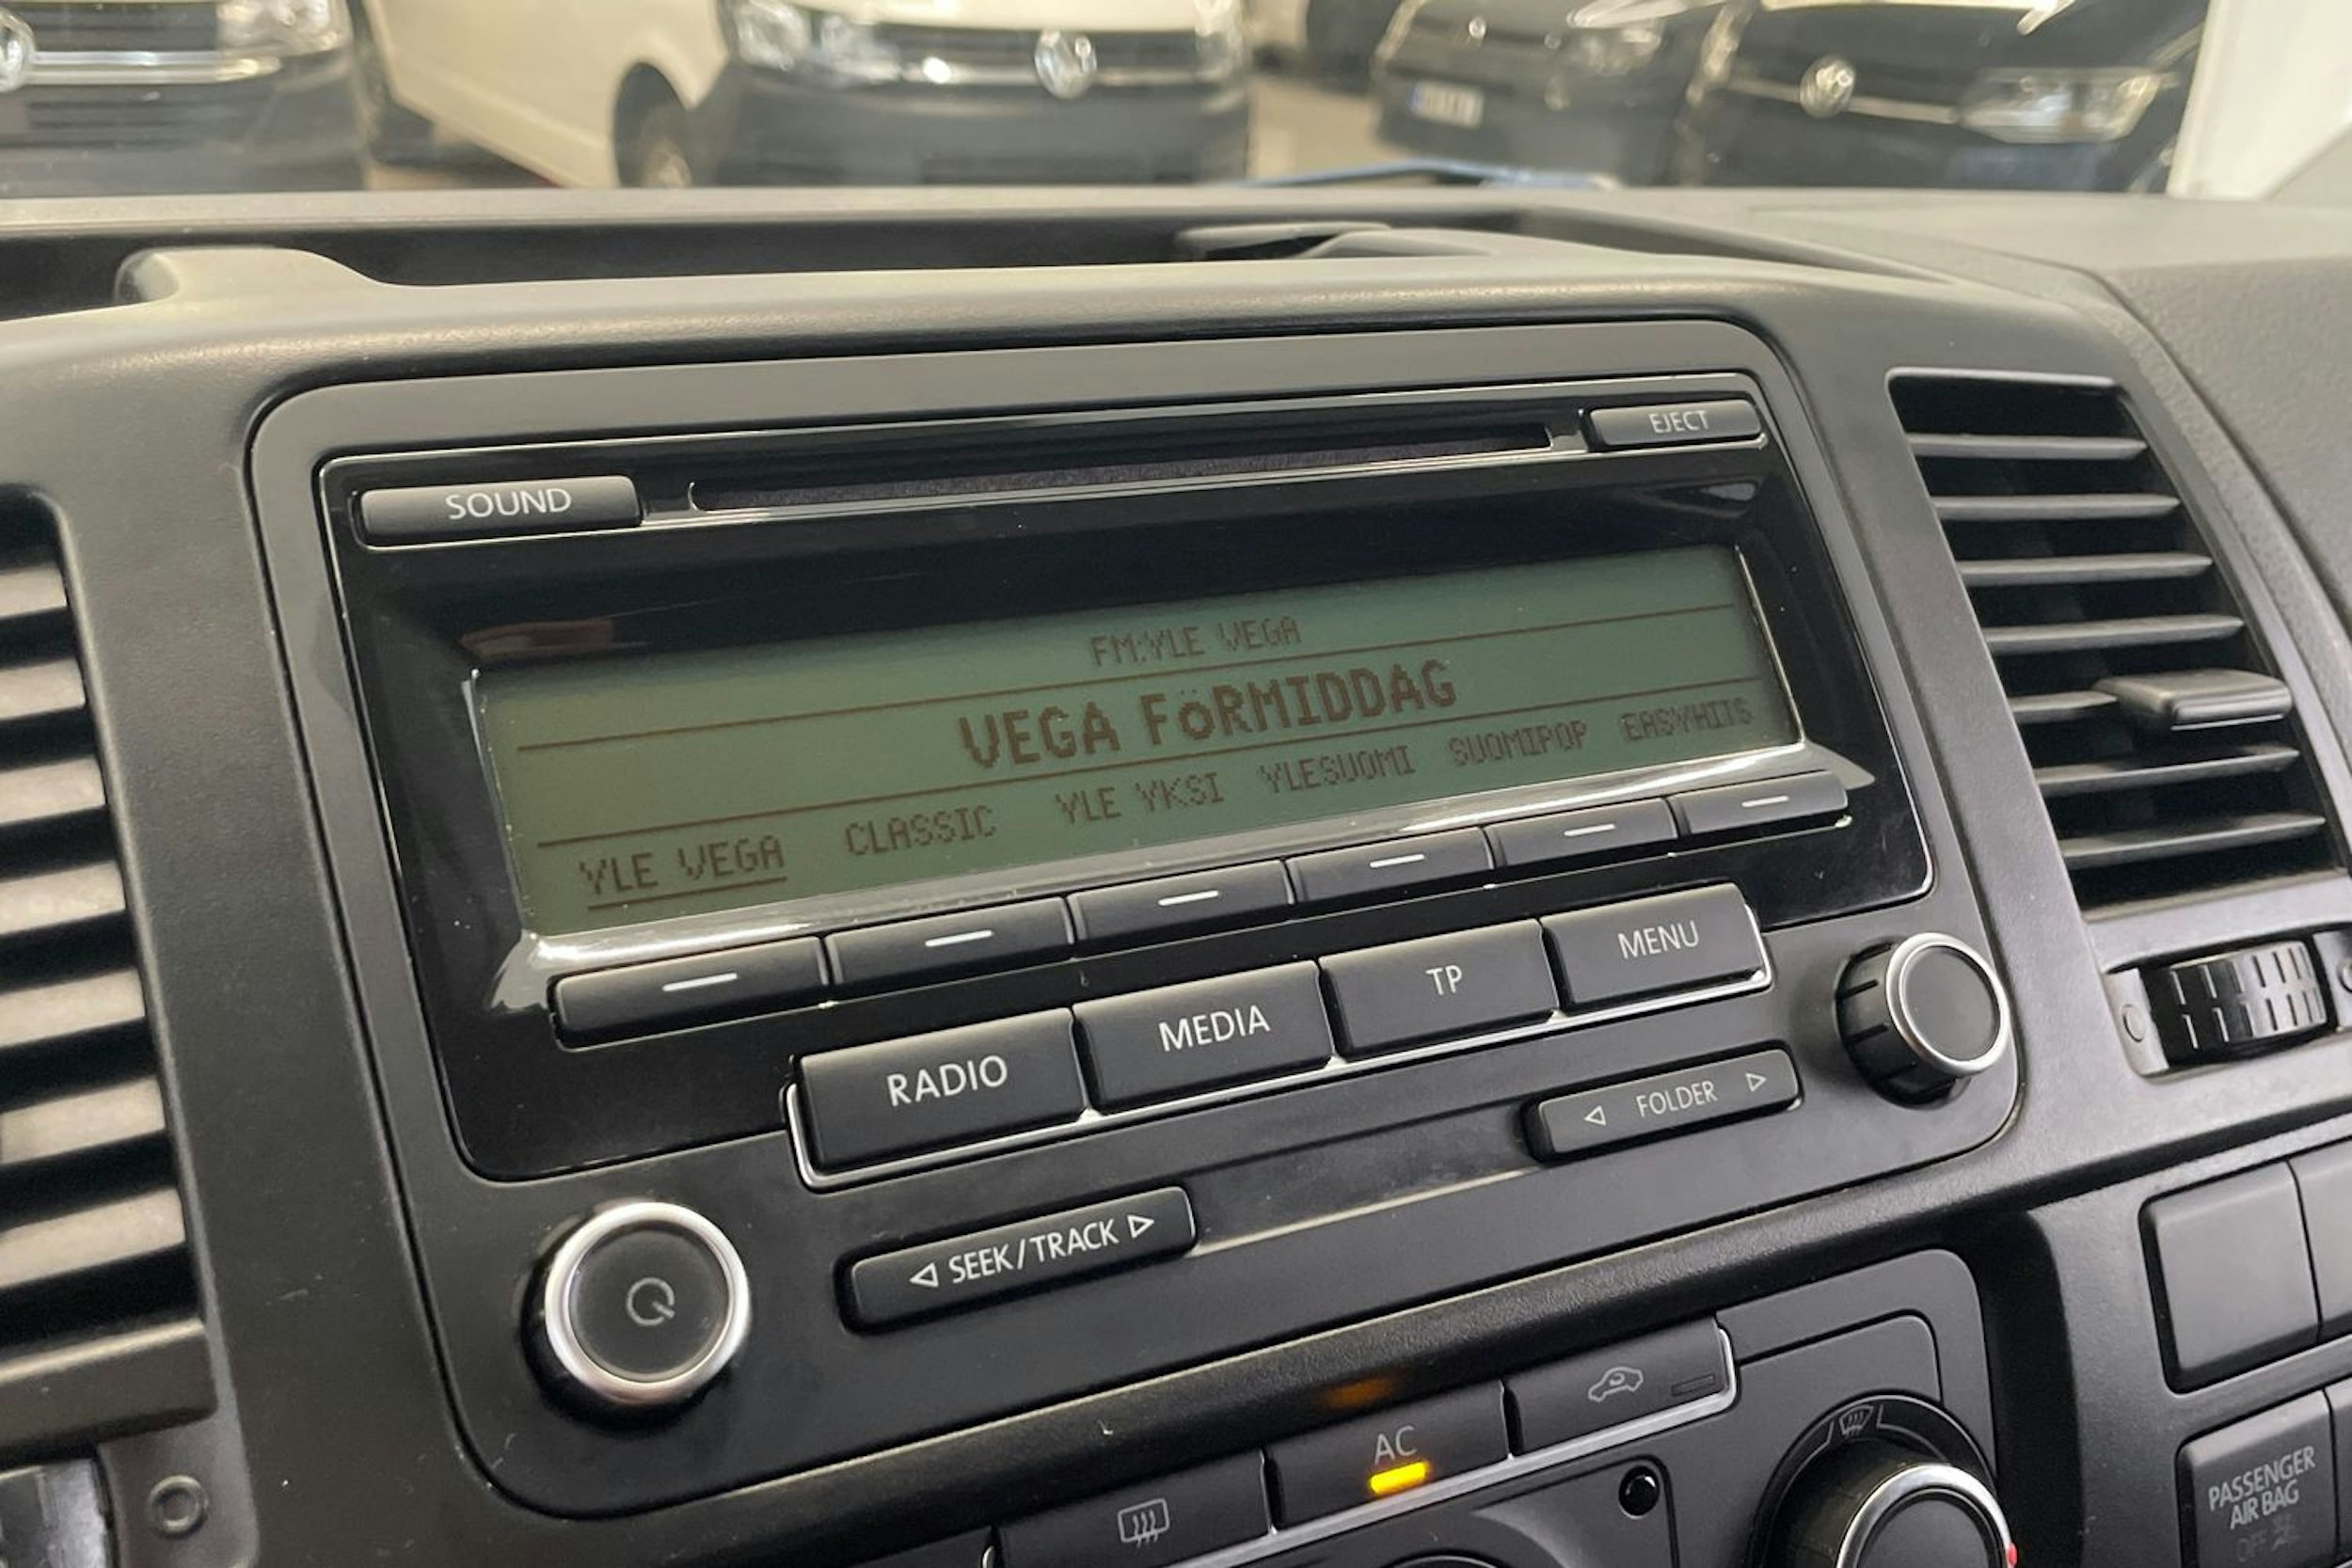 EJECT
SOUND
FM:YLE VEGA
VEGA FöRMIDDAG
YLE VEGA CLASSIC YLE YKSI YLESUOMI SUOMIPOP EASYHITS
RADIO MEDIA TP MENU
◁ FOLDER ▷
◁ SEEK/TRACK ▷
AC
PASSENGER
AIR BAG
OFF